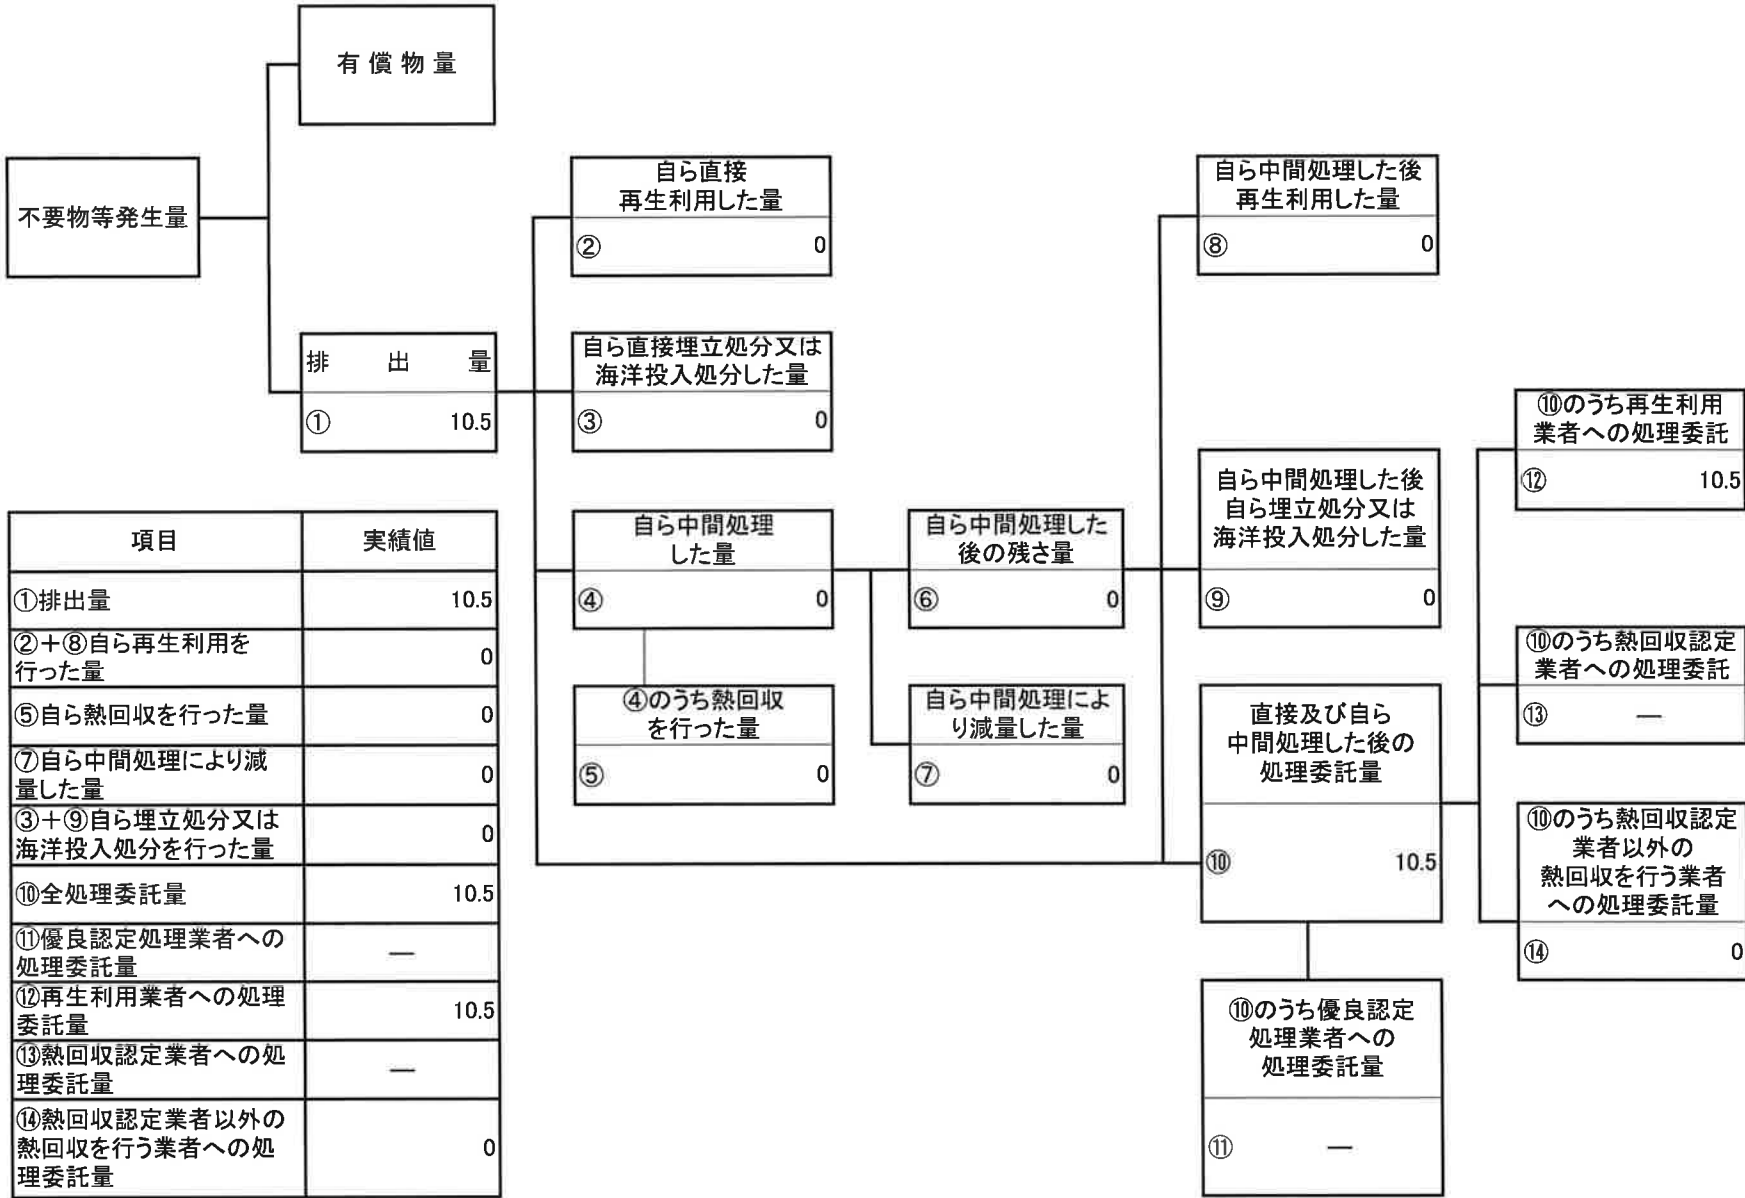 有償物量
不要物等発生量
排出量
① 10.5
自ら直接
再生利用した量
② 0
自ら直接埋立処分又は
海洋投入処分した量
③ 0
自ら中間処理
した量
④ 0
④のうち熱回収
を行った量
⑤ 0
自ら中間処理した
後の残さ量
⑥ 0
自ら中間処理によ
り減量した量
⑦ 0
自ら中間処理した後
再生利用した量
⑧ 0
自ら中間処理した後
自ら埋立処分又は
海洋投入処分した量
⑨ 0
直接及び自ら
中間処理した後の
処理委託量
⑩ 10.5
⑩のうち優良認定
処理業者への
処理委託量
⑪ ―
⑩のうち再生利用
業者への処理委託
⑫ 10.5
⑩のうち熱回収認定
業者への処理委託
⑬ ―
⑩のうち熱回収認定
業者以外の
熱回収を行う業者
への処理委託量
⑭ 0
項目 実績値
①排出量 10.5
②+⑧自ら再生利用を
行った量 0
⑤自ら熱回収を行った量 0
⑦自ら中間処理により減
量した量 0
③+⑨自ら埋立処分又は
海洋投入処分を行った量 0
⑩全処理委託量 10.5
⑪優良認定処理業者への
処理委託量 ―
⑫再生利用業者への処理
委託量 10.5
⑬熱回収認定業者への処
理委託量 ―
⑭熱回収認定業者以外の
熱回収を行う業者への処
理委託量 0